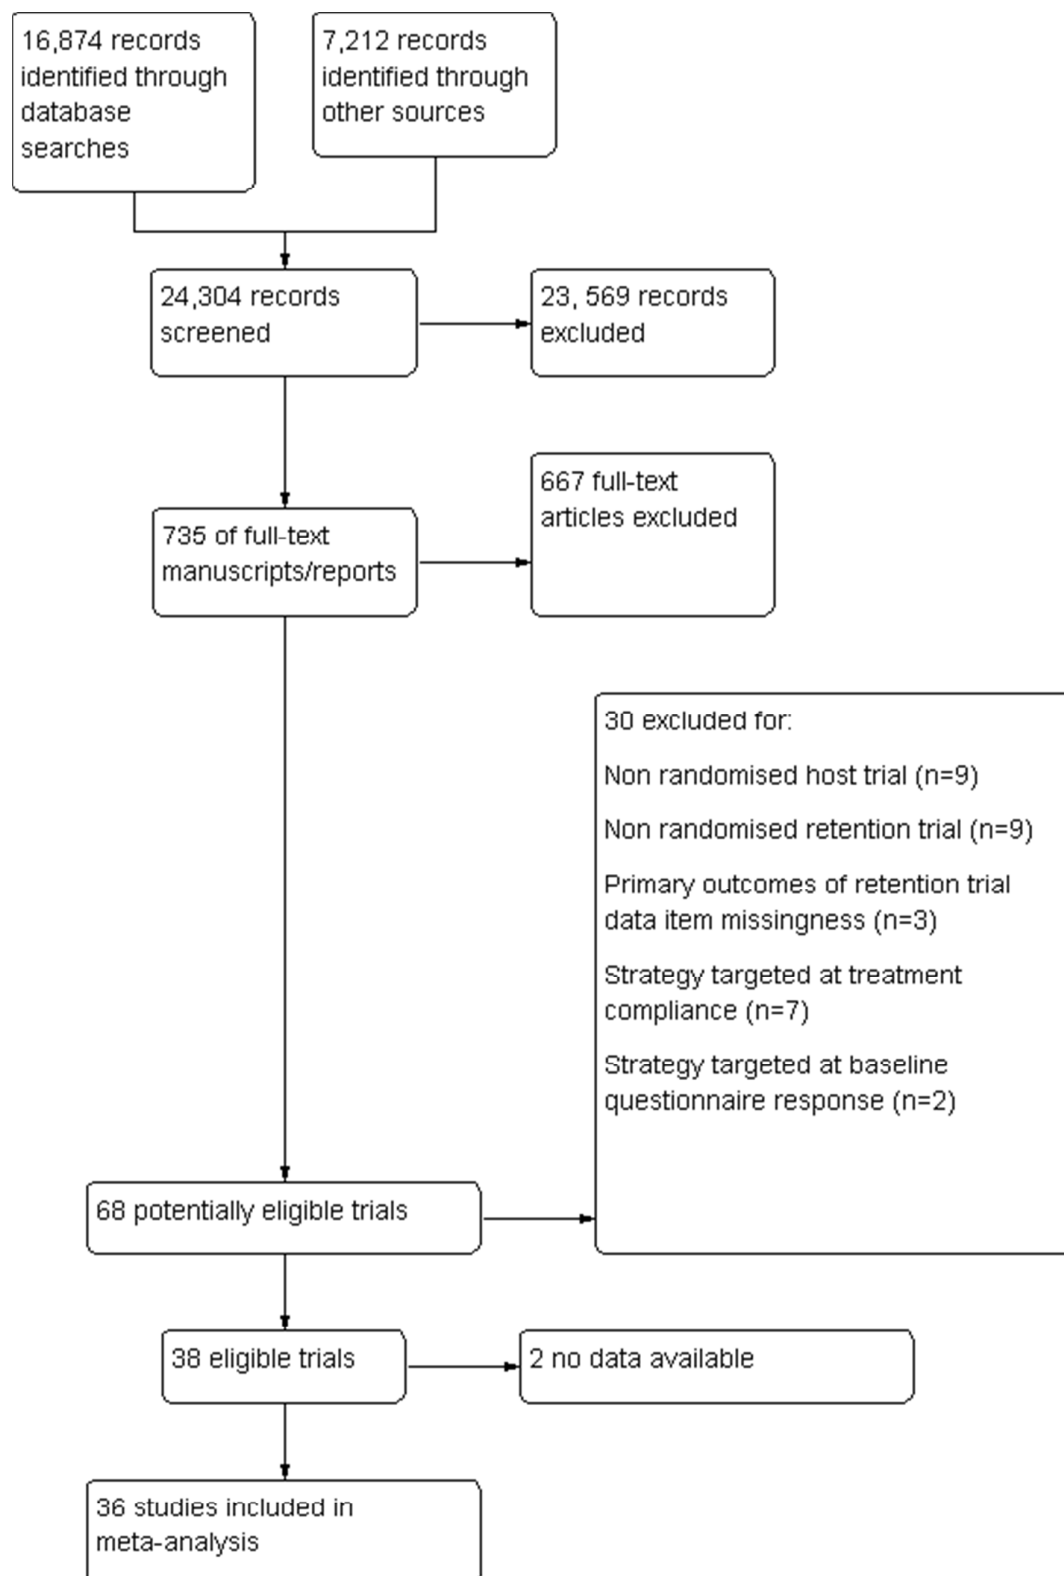 16,874 records
identified through
database
searches
7,212 records
identified through
other sources
24,304 records
screened
23, 569 records
excluded
667 full-text
articles excluded
735 of full-text
manuscripts/reports
30 excluded for:
Non randomised host trial (n=9)
Non randomised retention trial (n=9)
Primary outcomes of retention trial
data item missingness (n=3)
Strategy targeted at treatment
compliance (n=7)
Strategy targeted at baseline
questionnaire response (n=2)
68 potentially eligible trials
38 eligible trials
2 no data available
36 studies included in
meta-analysis